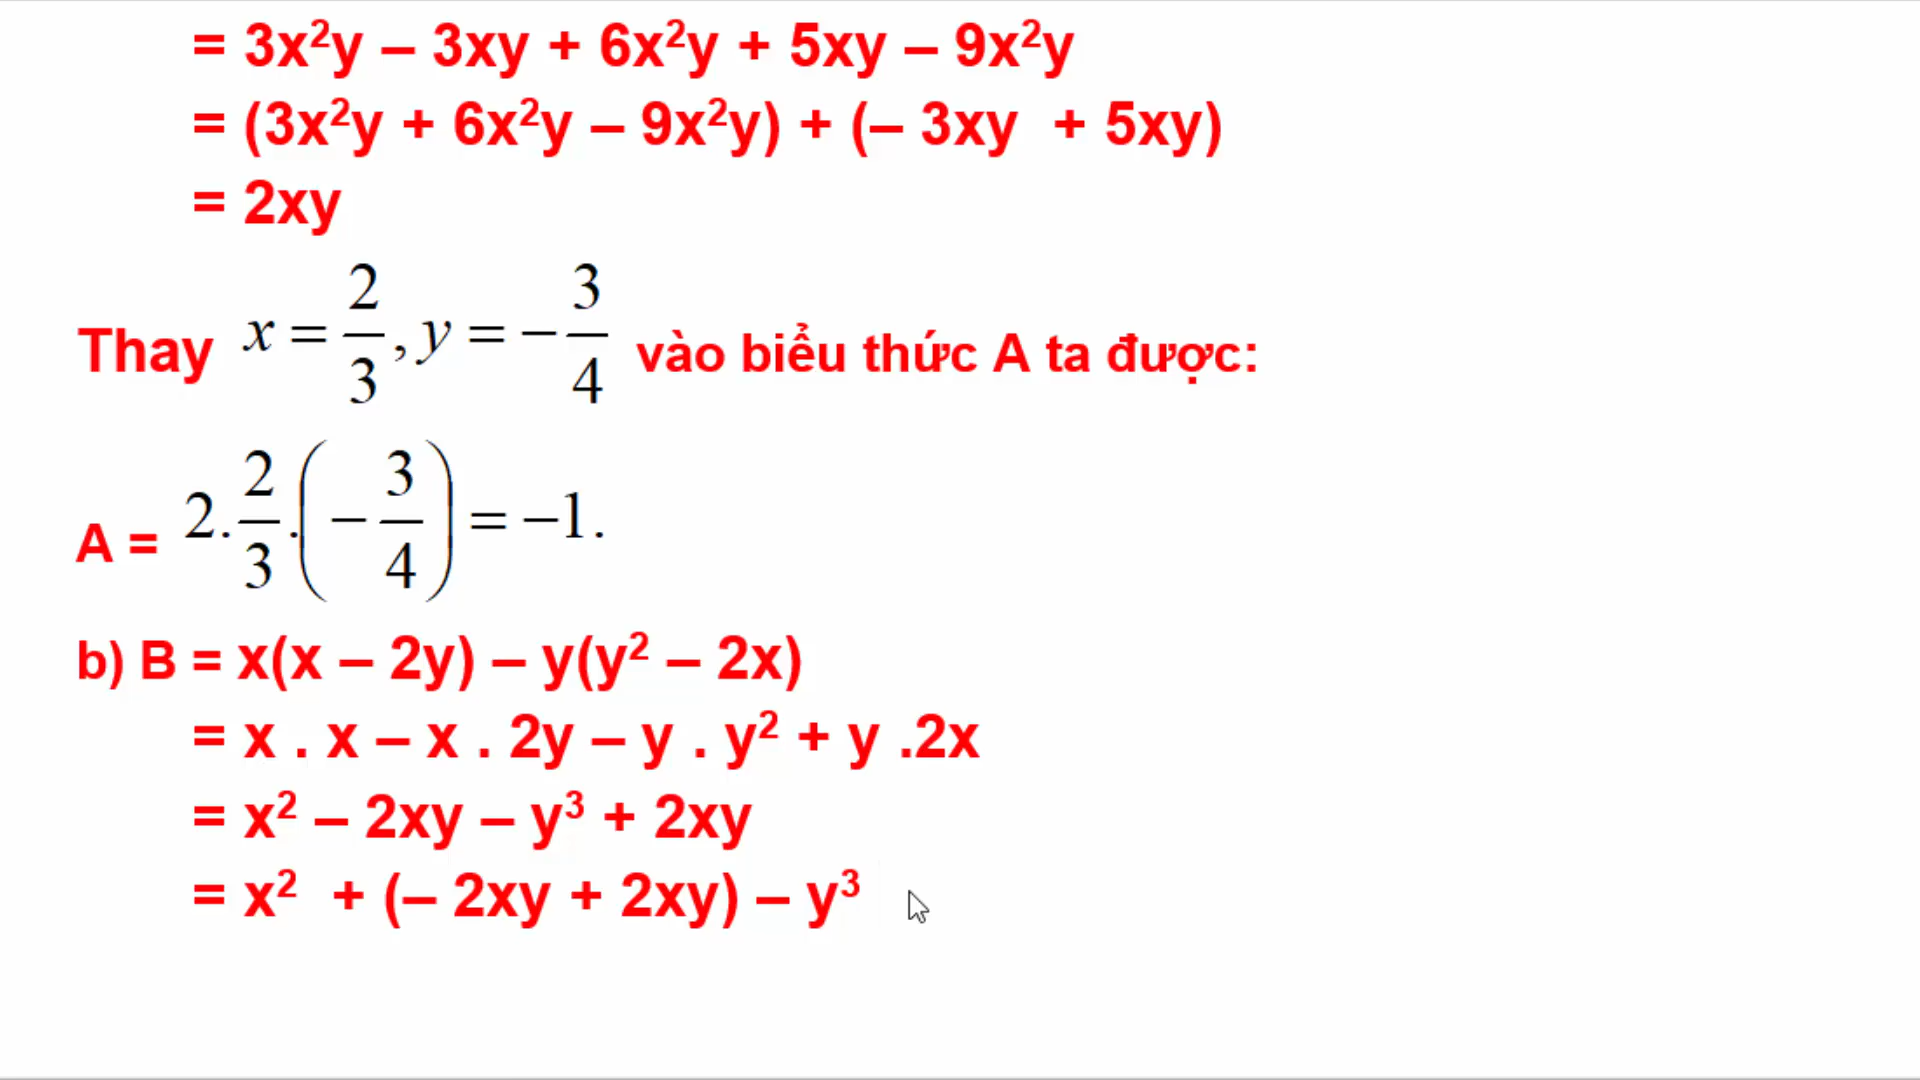 = 3x²y – 3xy + 6x²y + 5xy – 9x²y
= (3x²y + 6x²y – 9x²y) + (– 3xy + 5xy)
= 2xy
Thay x = 2/3, y = –3/4 vào biểu thức A ta được:
A = 2. 2/3 .(–3/4) = –1.
b) B = x(x – 2y) – y(y² – 2x)
= x . x – x . 2y – y . y² + y .2x
= x² – 2xy – y³ + 2xy
= x² + (– 2xy + 2xy) – y³